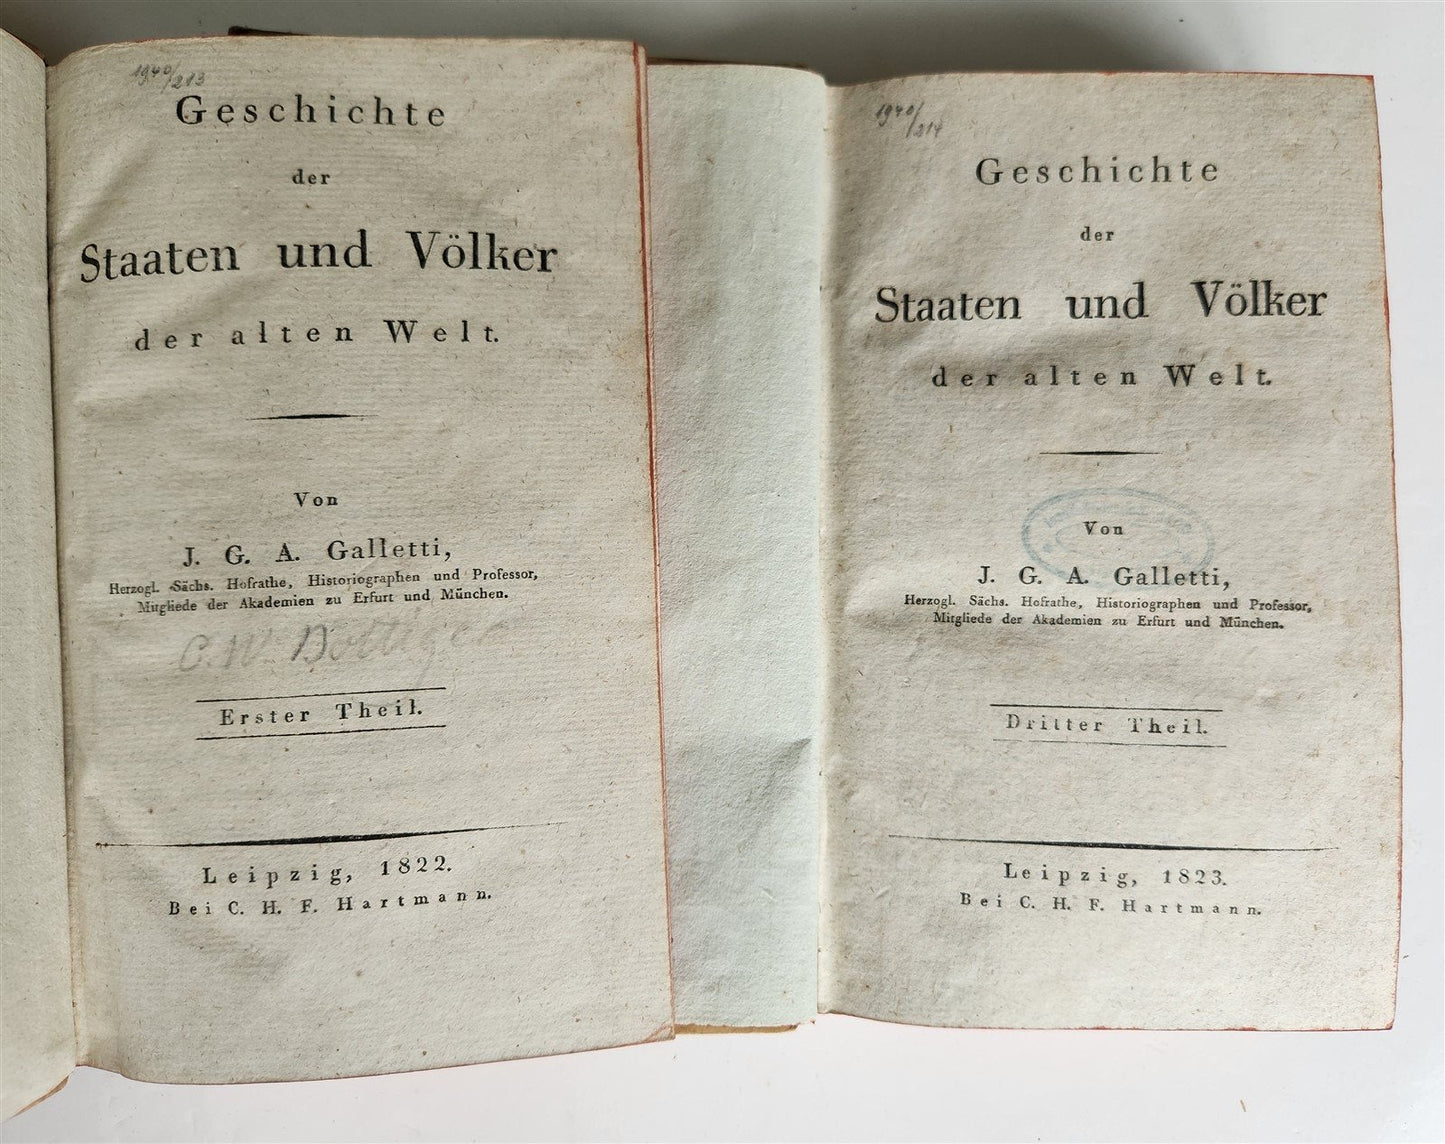 1940/213
Geschichte
der
Staaten und Völker
der alten Welt.
Von
J. G. A. Galletti,
Herzogl. Sächs. Hofrathe, Historiographen und Professor,
Mitgliede der Akademien zu Erfurt und München.
C. W.
Erster Theil.
Leipzig, 1822.
Bei C. H. F. Hartmann.
1940/214
Geschichte
der
Staaten und Völker
der alten Welt.
Von
J. G. A. Galletti,
Herzogl. Sächs. Hofrathe, Historiographen und Professor,
Mitgliede der Akademien zu Erfurt und München.
Dritter Theil.
Leipzig, 1823.
Bei C. H. F. Hartmann.